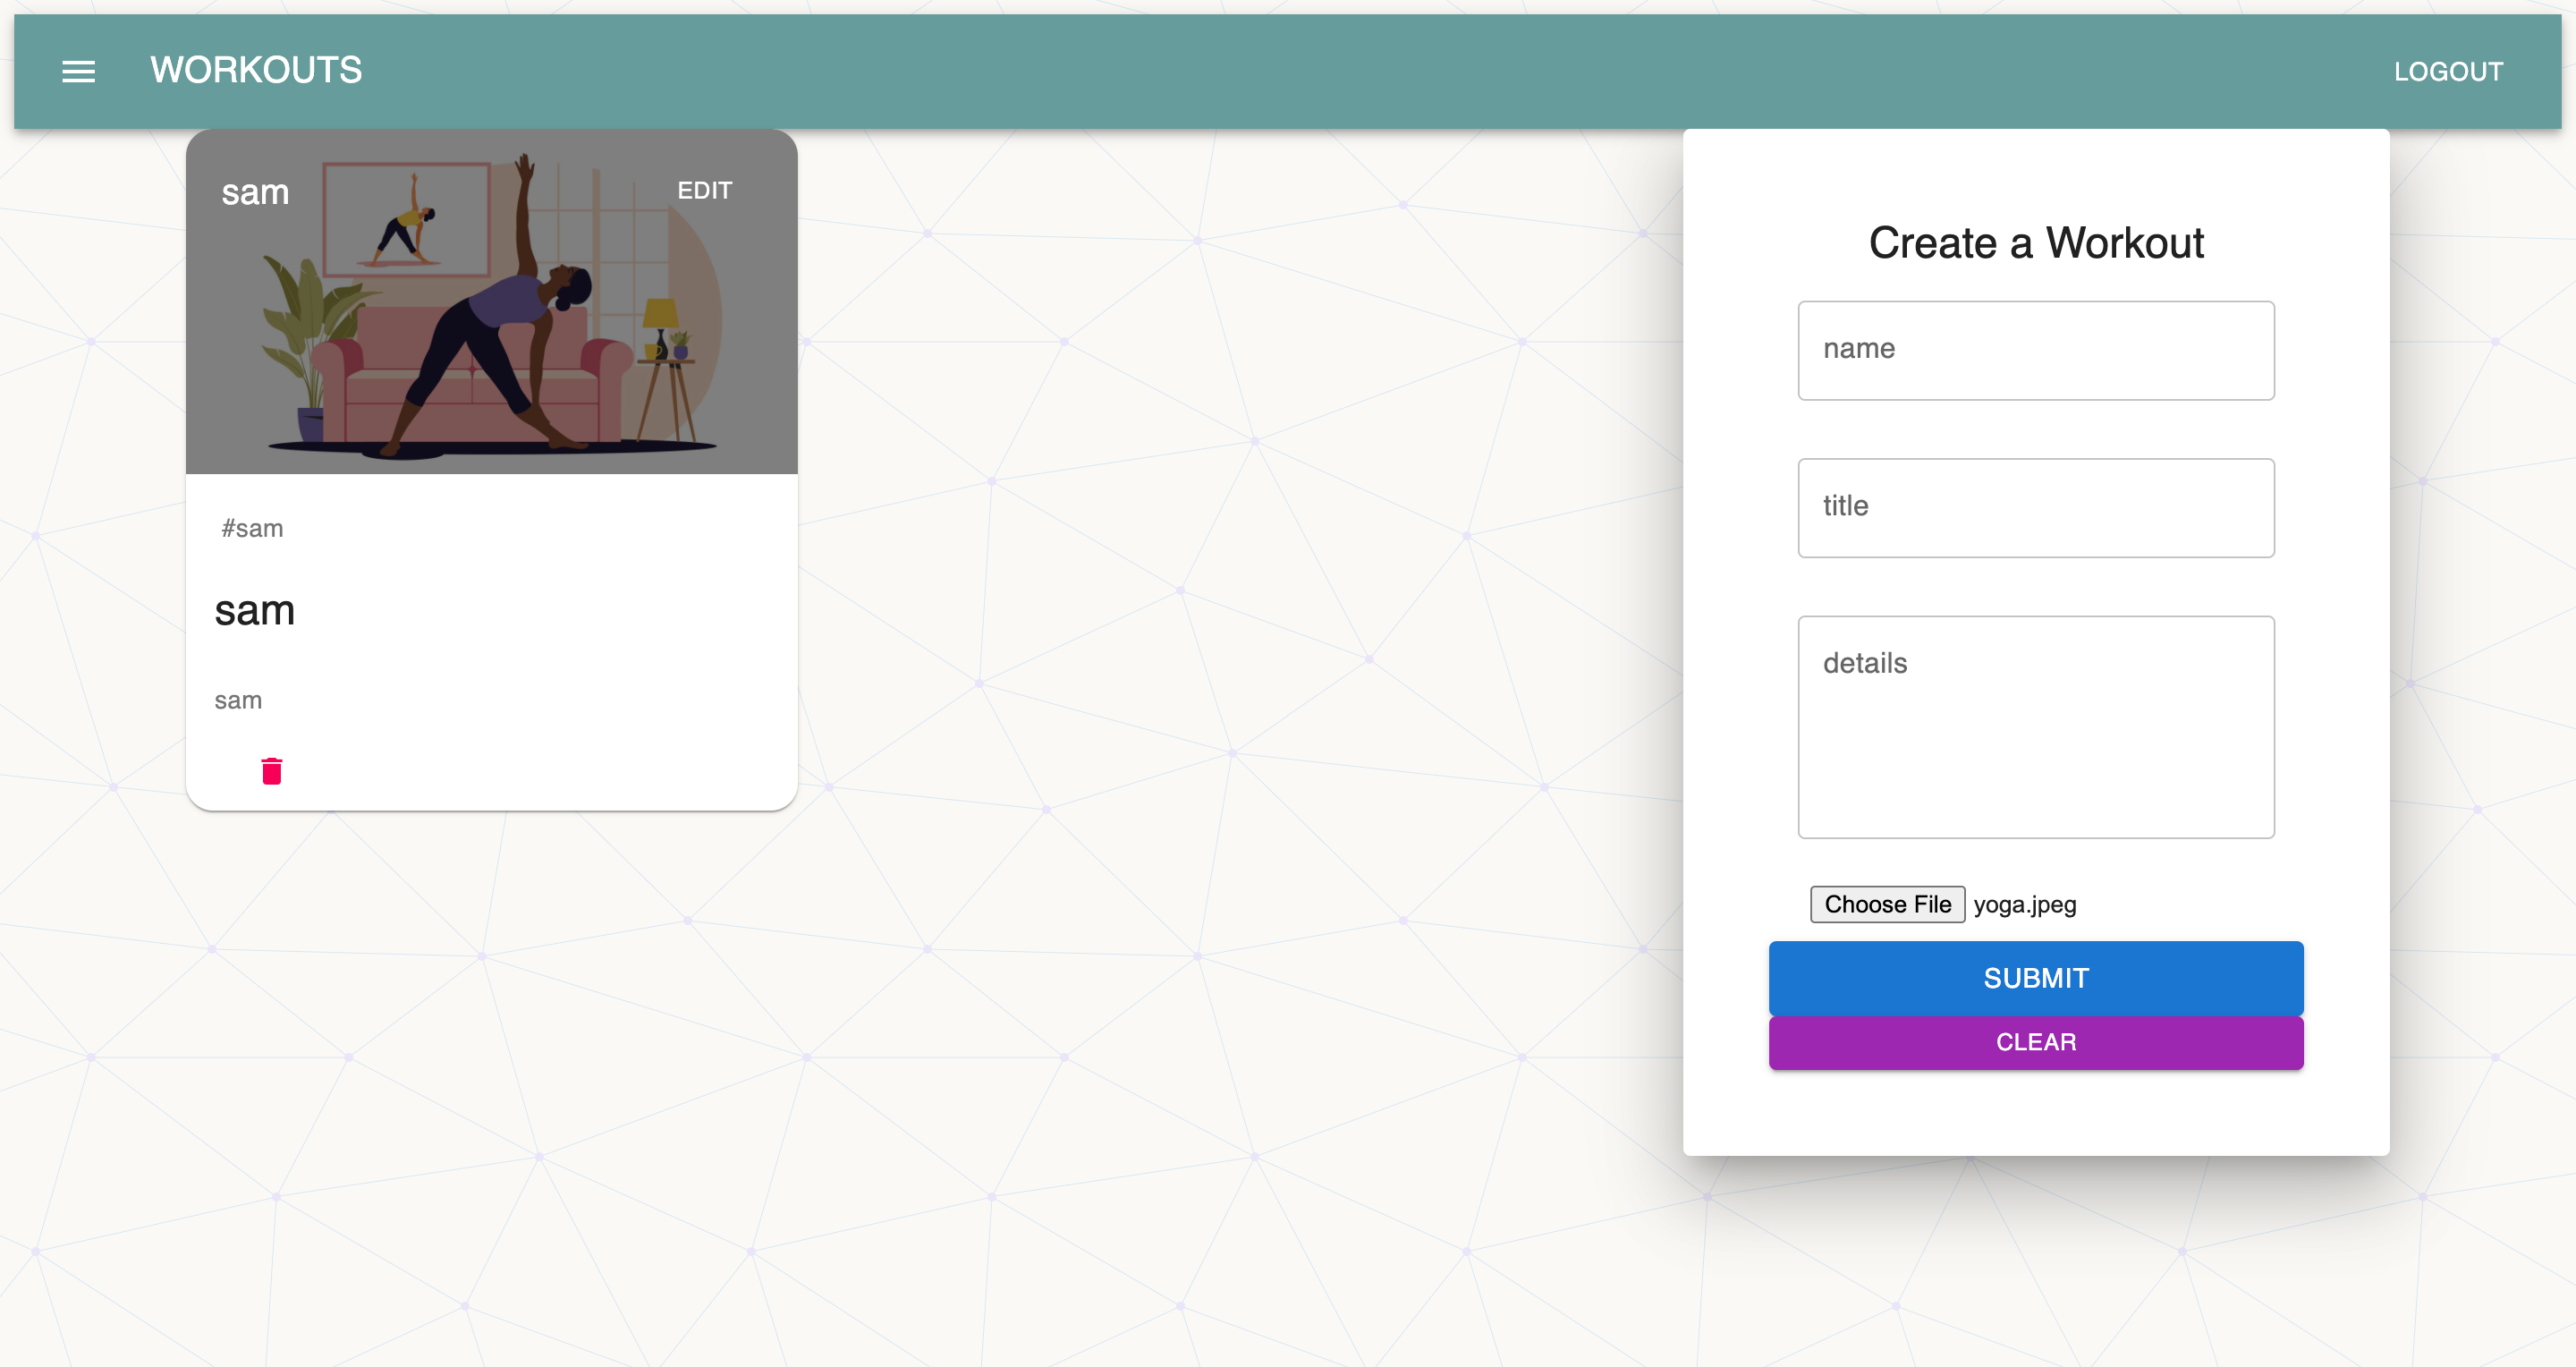 WORKOUTS
LOGOUT
sam
EDIT
#sam
sam
sam
Create a Workout
name
title
details
Choose File yoga.jpeg
SUBMIT
CLEAR